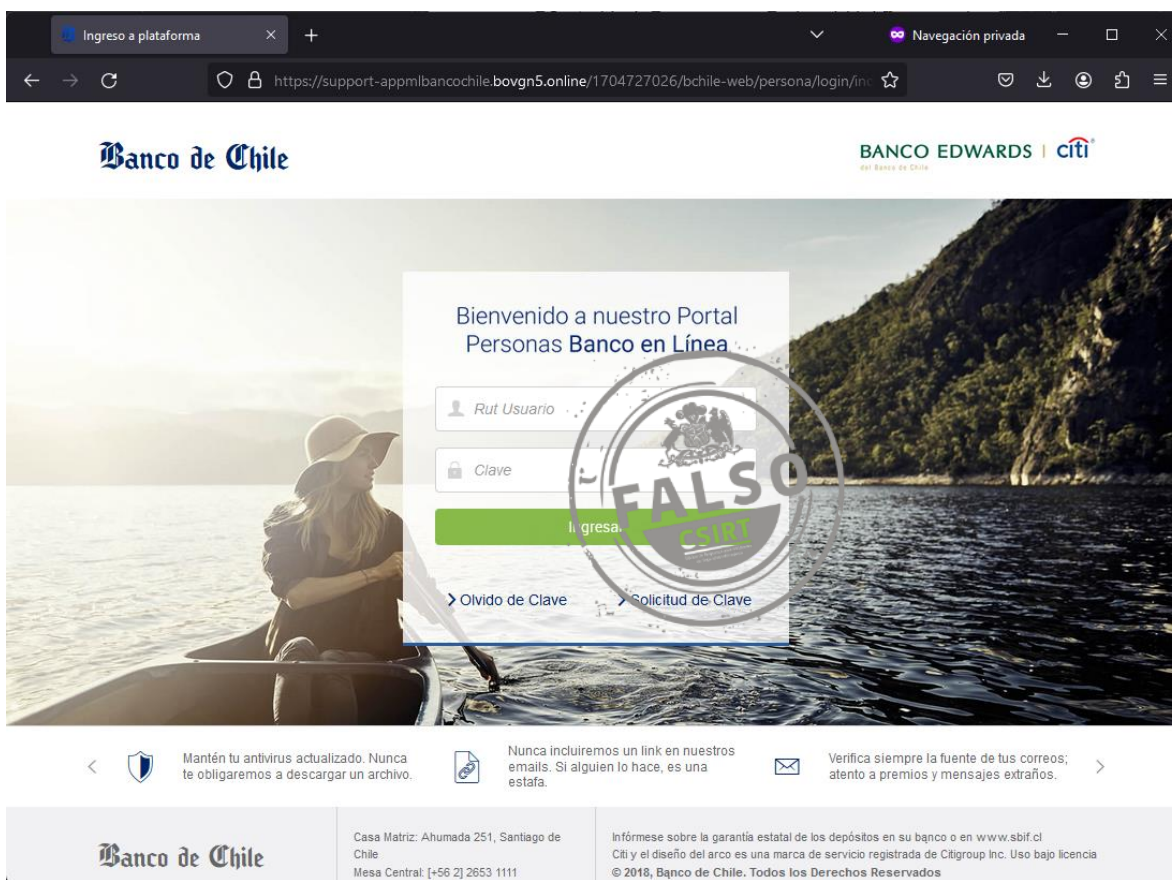 Ingreso a plataforma
Navegación privada
https://support-appmlbancochile.bovgn5.online/1704727026/bchile-web/persona/login/in
Banco de Chile
BANCO EDWARDS | citi
del Banco de Chile
Bienvenido a nuestro Portal
Personas Banco en Línea
Rut Usuario
Clave
Ingresar
FALSO
CSIRT
Olvido de Clave
Solicitud de Clave
Mantén tu antivirus actualizado. Nunca
te obligaremos a descargar un archivo.
Nunca incluiremos un link en nuestros
emails. Si alguien lo hace, es una
estafa.
Verifica siempre la fuente de tus correos;
atento a premios y mensajes extraños.
Banco de Chile
Casa Matriz: Ahumada 251, Santiago de
Chile
Mesa Central: [+56 2] 2653 1111
Infórmese sobre la garantía estatal de los depósitos en su banco o en www.sbif.cl
Citi y el diseño del arco es una marca de servicio registrada de Citigroup Inc. Uso bajo licencia
© 2018, Banco de Chile. Todos los Derechos Reservados